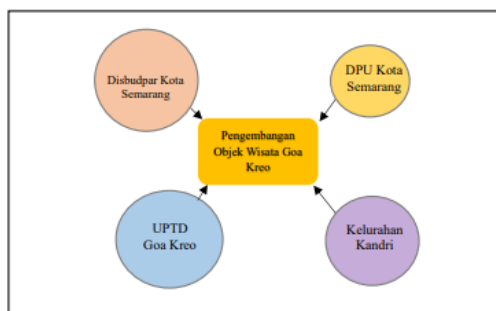 Disbudpar Kota
Semarang
DPU Kota
Semarang
Pengembangan
Objek Wisata Goa
Kreo
UPTD
Goa Kreo
Kelurahan
Kandri